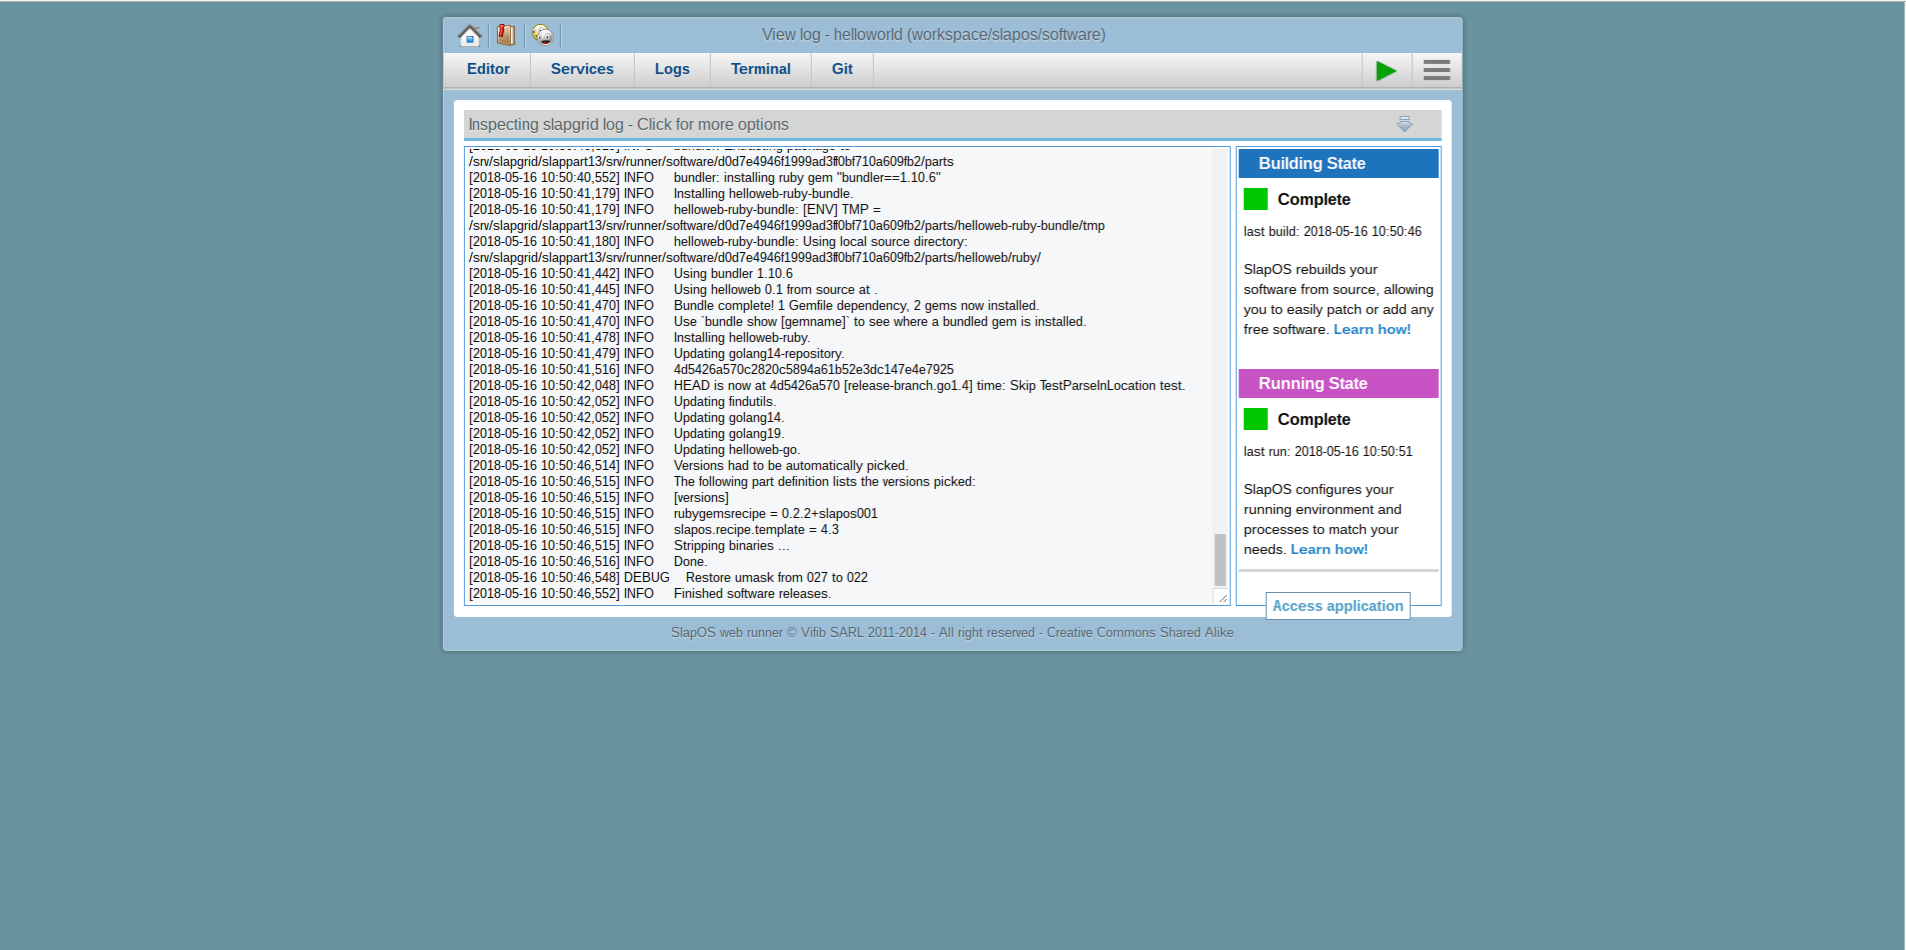 View log - helloworld (workspace/slapos/software)
Editor Services Logs Terminal Git
Inspecting slapgrid log - Click for more options
/srv/slapgrid/slappart13/srv/runner/software/d0d7e4946f1999ad3ff0bf710a609fb2/parts
[2018-05-16 10:50:40,552] INFO bundler: installing ruby gem "bundler==1.10.6"
[2018-05-16 10:50:41,179] INFO Installing helloweb-ruby-bundle.
[2018-05-16 10:50:41,179] INFO helloweb-ruby-bundle: [ENV] TMP =
/srv/slapgrid/slappart13/srv/runner/software/d0d7e4946f1999ad3ff0bf710a609fb2/parts/helloweb-ruby-bundle/tmp
[2018-05-16 10:50:41,180] INFO helloweb-ruby-bundle: Using local source directory:
/srv/slapgrid/slappart13/srv/runner/software/d0d7e4946f1999ad3ff0bf710a609fb2/parts/helloweb/ruby/
[2018-05-16 10:50:41,442] INFO Using bundler 1.10.6
[2018-05-16 10:50:41,445] INFO Using helloweb 0.1 from source at .
[2018-05-16 10:50:41,470] INFO Bundle complete! 1 Gemfile dependency, 2 gems now installed.
[2018-05-16 10:50:41,470] INFO Use `bundle show [gemname]` to see where a bundled gem is installed.
[2018-05-16 10:50:41,478] INFO Installing helloweb-ruby.
[2018-05-16 10:50:41,479] INFO Updating golang14-repository.
[2018-05-16 10:50:41,516] INFO 4d5426a570c2820c5894a61b52e3dc147e4e7925
[2018-05-16 10:50:42,048] INFO HEAD is now at 4d5426a570 [release-branch.go1.4] time: Skip TestParseInLocation test.
[2018-05-16 10:50:42,052] INFO Updating findutils.
[2018-05-16 10:50:42,052] INFO Updating golang14.
[2018-05-16 10:50:42,052] INFO Updating golang19.
[2018-05-16 10:50:42,052] INFO Updating helloweb-go.
[2018-05-16 10:50:46,514] INFO Versions had to be automatically picked.
[2018-05-16 10:50:46,515] INFO The following part definition lists the versions picked:
[2018-05-16 10:50:46,515] INFO [versions]
[2018-05-16 10:50:46,515] INFO rubygemsrecipe = 0.2.2+slapos001
[2018-05-16 10:50:46,515] INFO slapos.recipe.template = 4.3
[2018-05-16 10:50:46,515] INFO Stripping binaries ...
[2018-05-16 10:50:46,516] INFO Done.
[2018-05-16 10:50:46,548] DEBUG Restore umask from 027 to 022
[2018-05-16 10:50:46,552] INFO Finished software releases.
Building State
Complete
last build: 2018-05-16 10:50:46
SlapOS rebuilds your
software from source, allowing
you to easily patch or add any
free software. Learn how!
Running State
Complete
last run: 2018-05-16 10:50:51
SlapOS configures your
running environment and
processes to match your
needs. Learn how!
Access application
SlapOS web runner © Vifib SARL 2011-2014 - All right reserved - Creative Commons Shared Alike